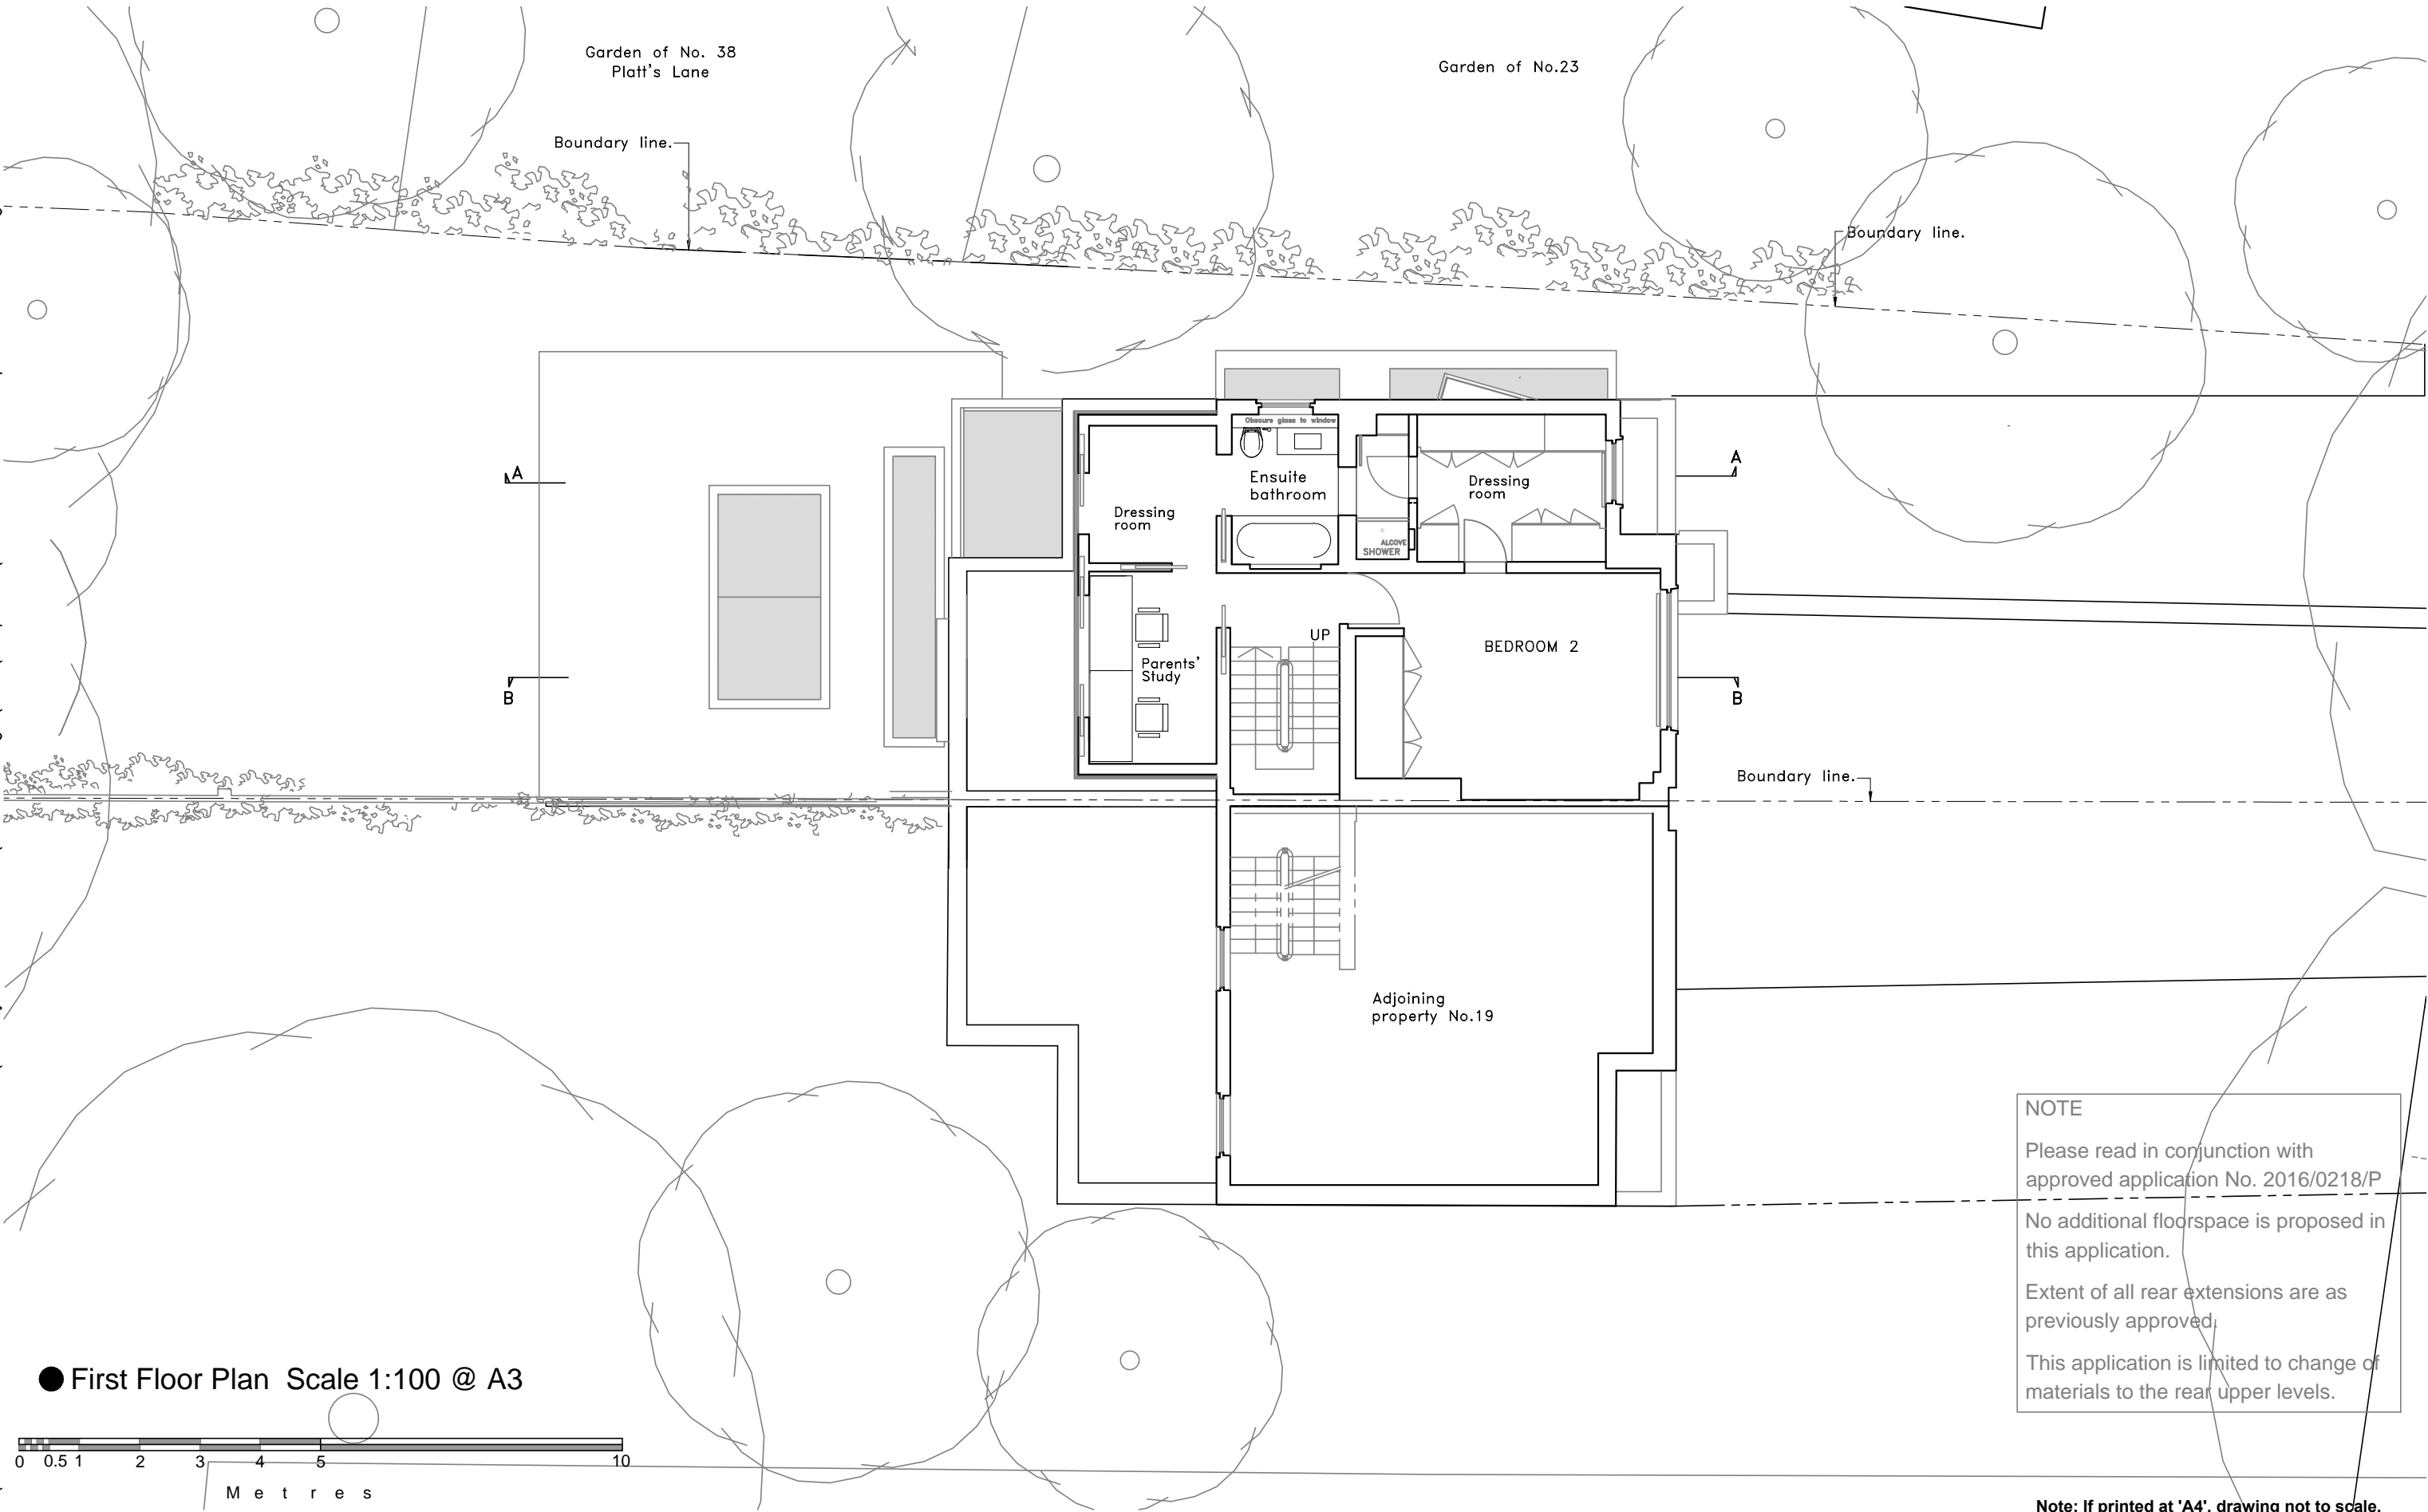 Garden of No. 38
Platt's Lane
Garden of No.23
Boundary line.
Boundary line.
Obscure glass to window
A
A
Ensuite
bathroom
Dressing
room
Dressing
room
ALCOVE
SHOWER
UP
BEDROOM 2
Parents'
Study
B
B
Boundary line.
Adjoining
property No.19
NOTE
Please read in conjunction with
approved application No. 2016/0218/P
No additional floorspace is proposed in
this application.
Extent of all rear extensions are as
previously approved.
This application is limited to change of
materials to the rear upper levels.
First Floor Plan Scale 1:100 @ A3
0 0.5 1 2 3 4 5 10
Metres
Note: If printed at 'A4', drawing not to scale.